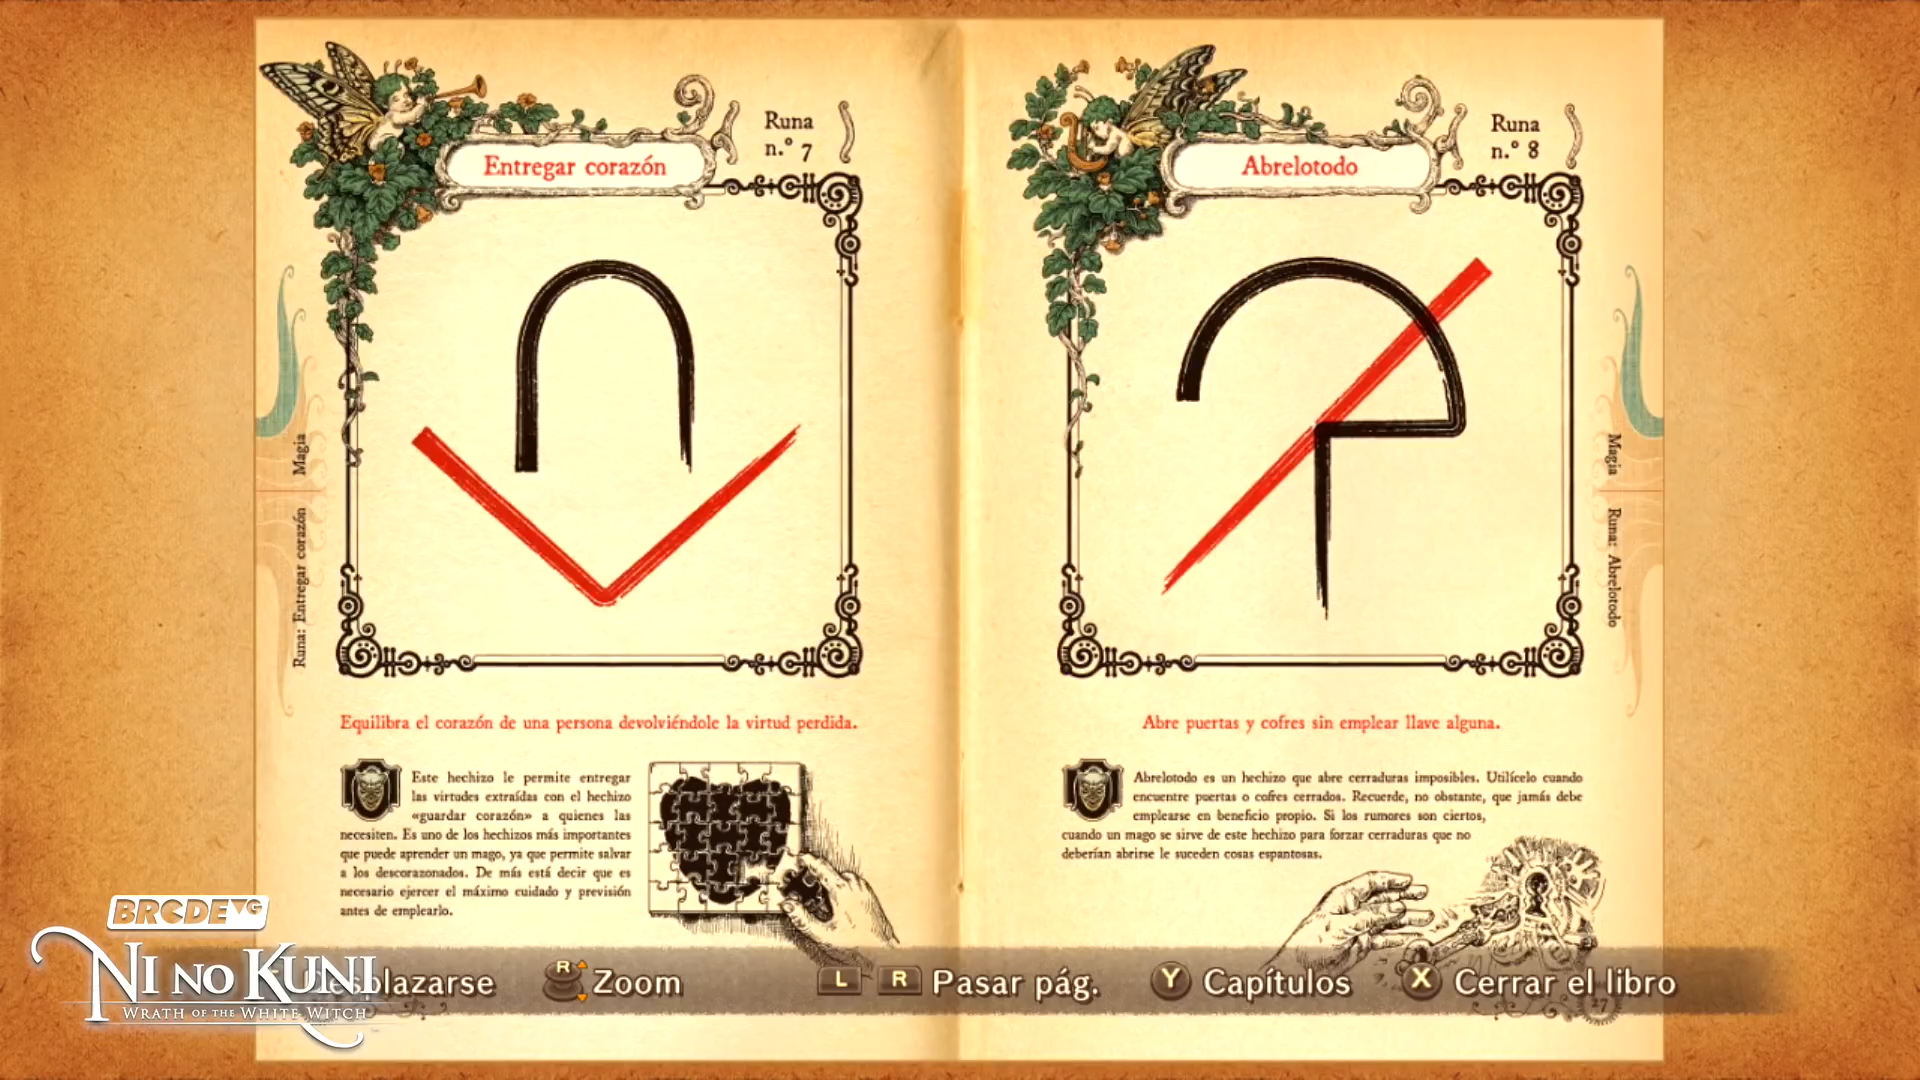 Runa
n.º 7
Entregar corazón
Magia
Runa: Entregar corazón
Equilibra el corazón de una persona devolviéndole la virtud perdida.
Este hechizo le permite entregar
las virtudes extraídas con el hechizo
«guardar corazón» a quienes las
necesiten. Es uno de los hechizos más importantes
que puede aprender un mago, ya que permite salvar
a los descorazonados. De más está decir que es
necesario ejercer el máximo cuidado y previsión
antes de emplearlo.
Runa
n.º 8
Abrelotodo
Magia
Runa: Abrelotodo
Abre puertas y cofres sin emplear llave alguna.
Abrelotodo es un hechizo que abre cerraduras imposibles. Utilícelo cuando
encuentre puertas o cofres cerrados. Recuerde, no obstante, que jamás debe
emplearse en beneficio propio. Si los rumores son ciertos,
cuando un mago se sirve de este hechizo para forzar cerraduras que no
deberían abrirse le suceden cosas espantosas.
27
BRCDEVG
NI NO KUNI
WRATH OF THE WHITE WITCH
R Zoom
L R Pasar pág.
Y Capítulos
X Cerrar el libro